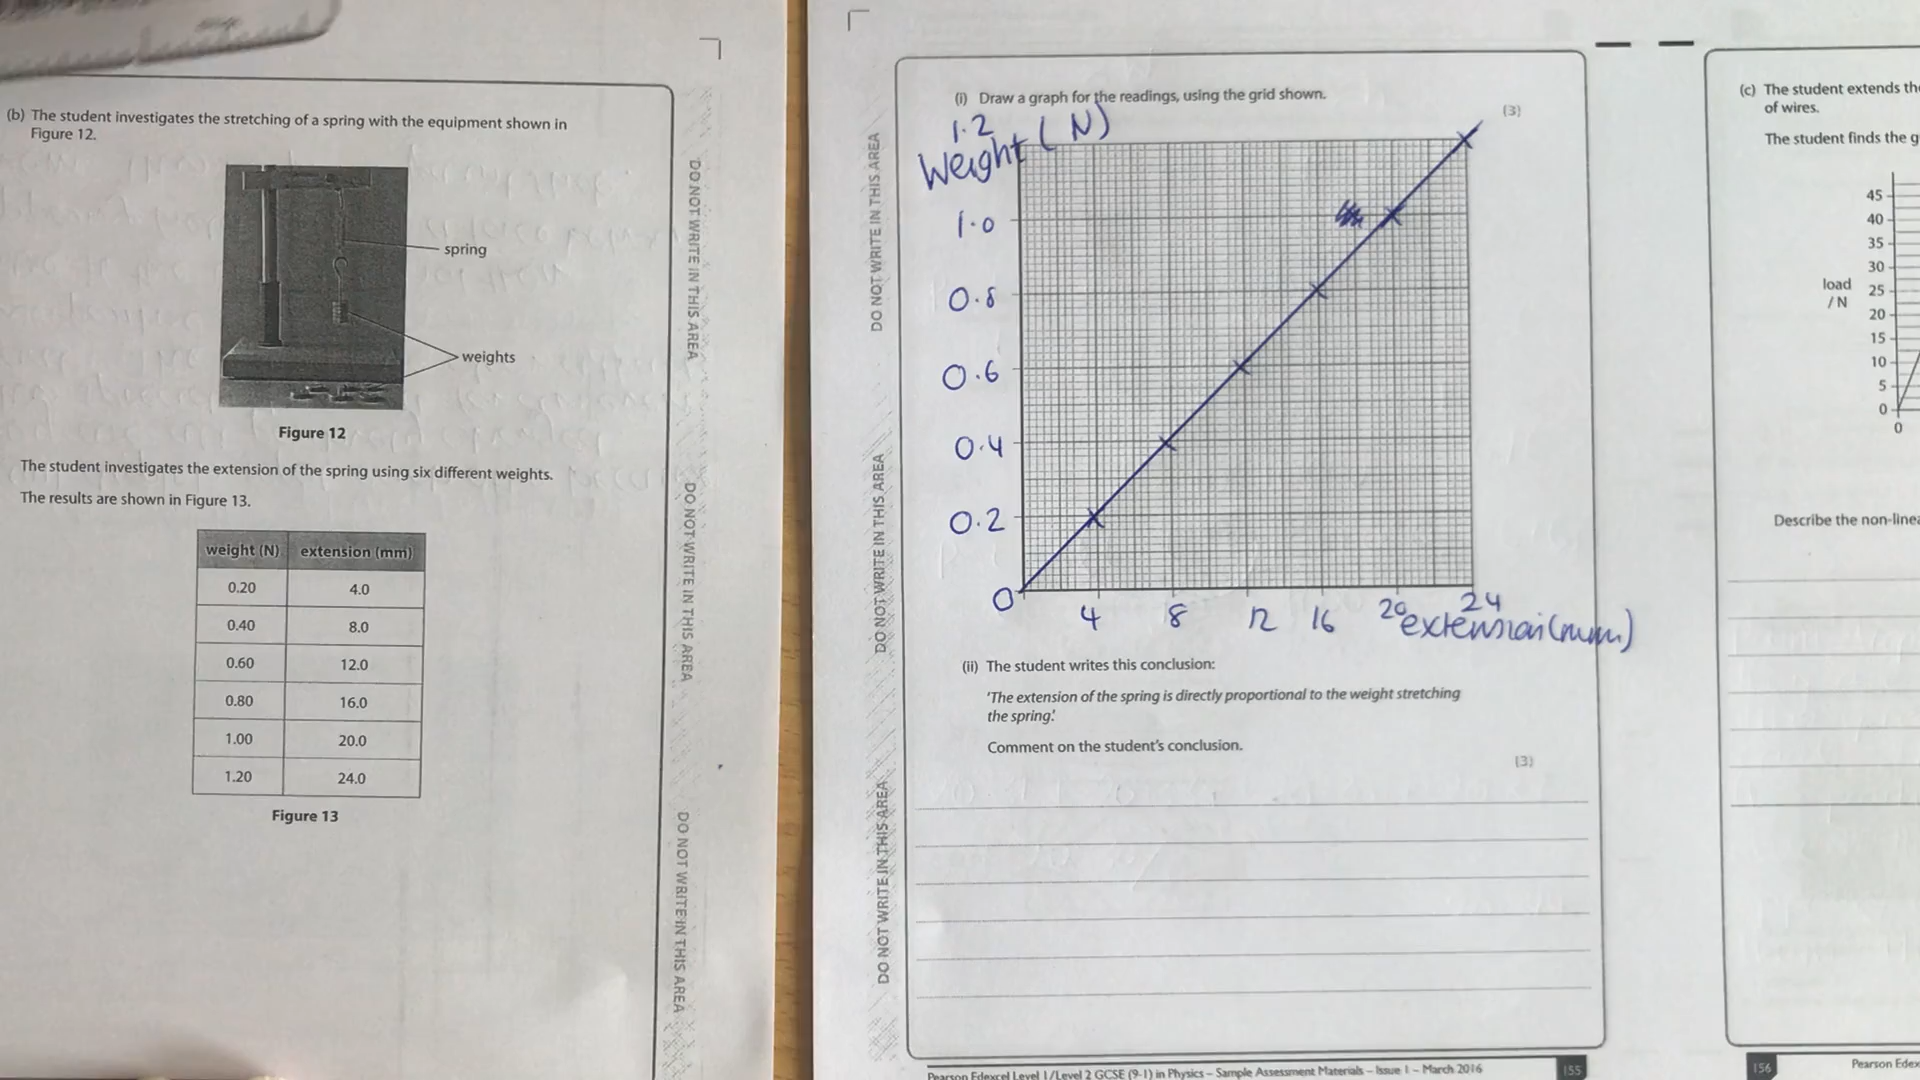 (b) The student investigates the stretching of a spring with the equipment shown in
Figure 12.
spring
weights
Figure 12
The student investigates the extension of the spring using six different weights.
The results are shown in Figure 13.
weight (N) extension (mm)
0.20 4.0
0.40 8.0
0.60 12.0
0.80 16.0
1.00 20.0
1.20 24.0
Figure 13
DO NOT WRITE IN THIS AREA
DO NOT WRITE IN THIS AREA
DO NOT WRITE IN THIS AREA
DO NOT WRITE IN THIS AREA
DO NOT WRITE IN THIS AREA
DO NOT WRITE IN THIS AREA
(i) Draw a graph for the readings, using the grid shown.
(3)
1.2
Weight (N)
1.0
0.8
0.6
0.4
0.2
0
4 8 12 16 20 24
extension (mm)
(ii) The student writes this conclusion:
'The extension of the spring is directly proportional to the weight stretching
the spring.'
Comment on the student's conclusion.
(3)
Pearson Edexcel Level 1/Level 2 GCSE (9-1) in Physics – Sample Assessment Materials – Issue 1 – March 2016
155
(c) The student extends
of wires.
The student finds the
45
40
35
30
load
/ N
25
20
15
10
5
0
0
Describe the
156
Pearson